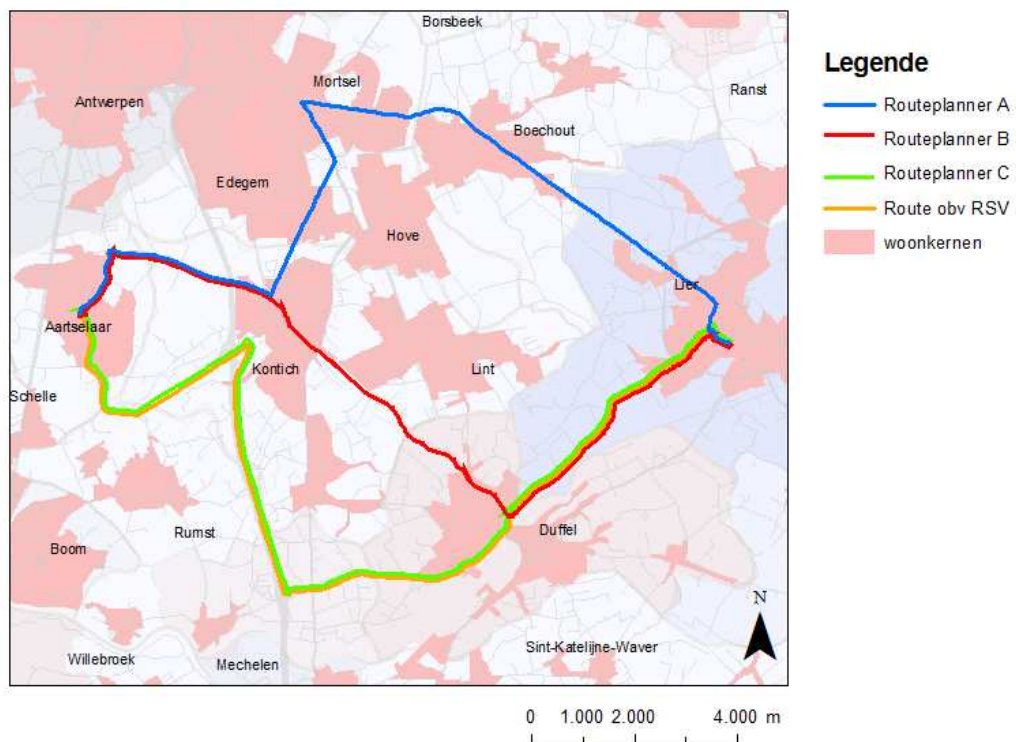 Borsbeek
Mortsel
Ranst
Antwerpen
Boechout
Edegem
Hove
Lier
Aartselaar
Kontich
Lint
Schelle
Rumst
Duffel
Boom
Willebroek
Mechelen
Sint-Katelijne-Waver
N
0 1.000 2.000 4.000 m
Legende
Routeplanner A
Routeplanner B
Routeplanner C
Route obv RSV
woonkernen